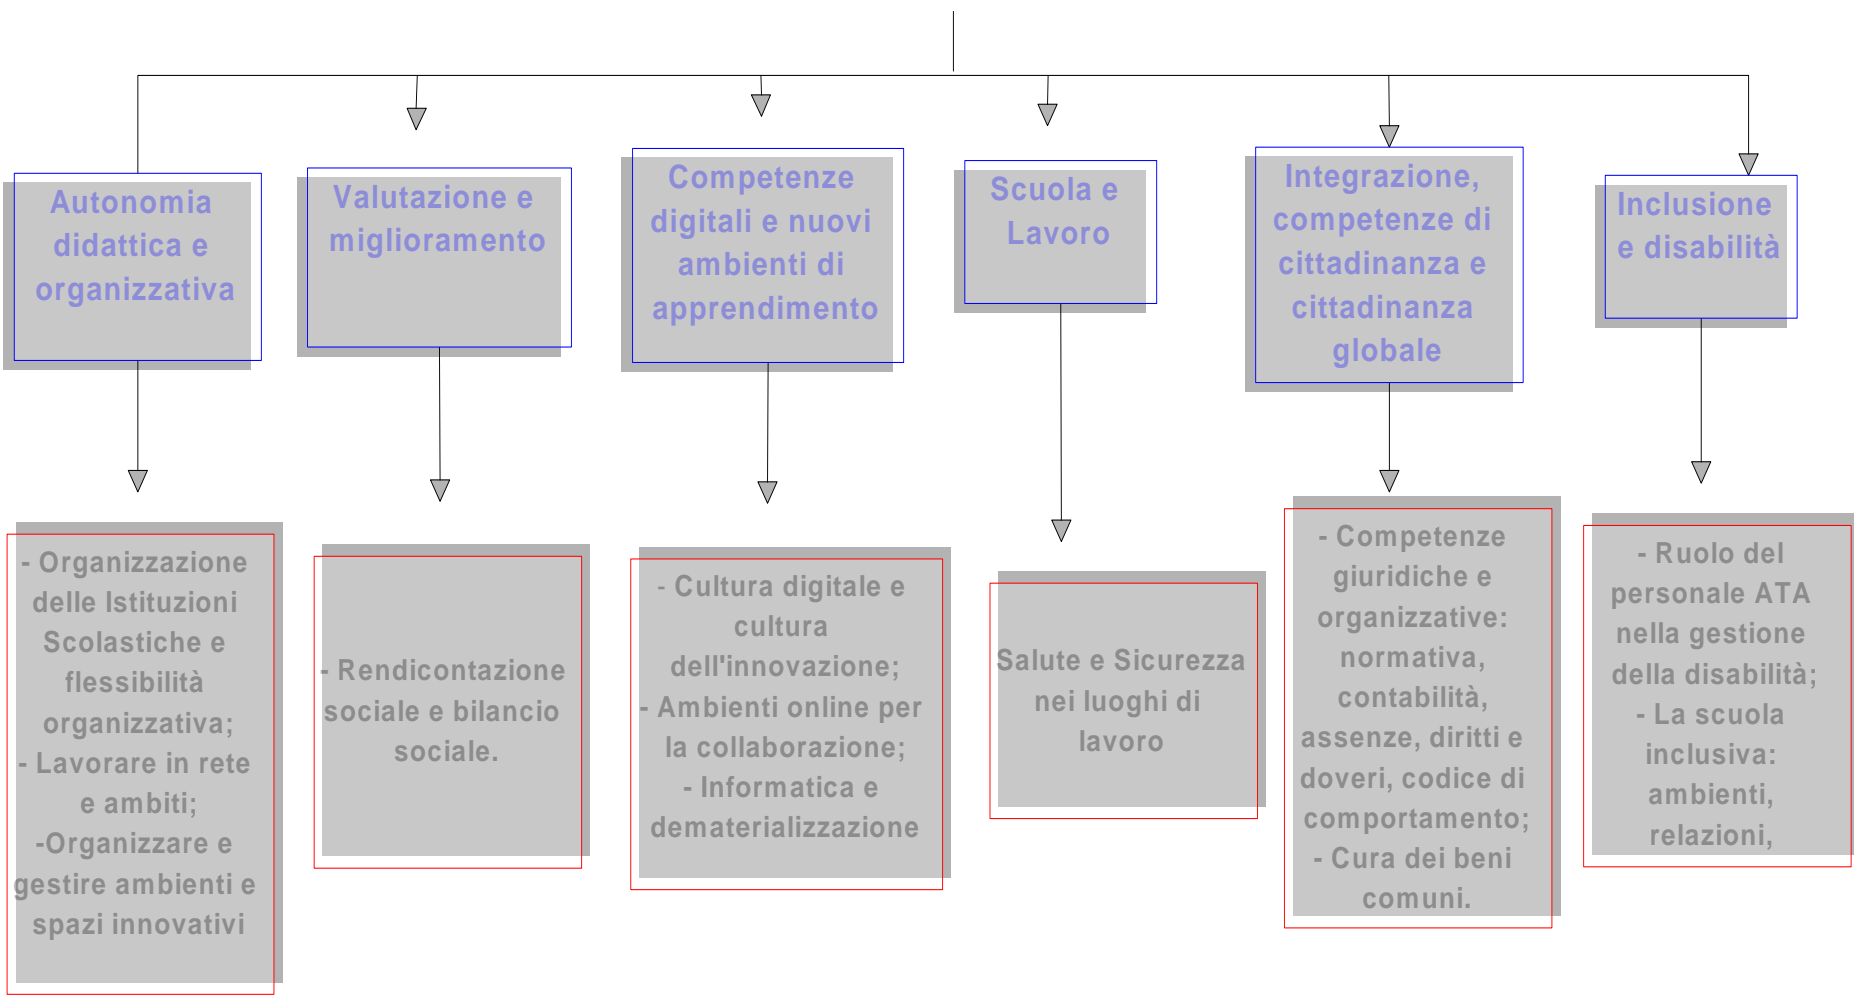 Autonomia
didattica e
organizzativa
Valutazione e
miglioramento
Competenze
digitali e nuovi
ambienti di
apprendimento
Scuola e
Lavoro
Integrazione,
competenze di
cittadinanza e
cittadinanza
globale
Inclusione
e disabilità
- Organizzazione
delle Istituzioni
Scolastiche e
flessibilità
organizzativa;
- Lavorare in rete
e ambiti;
-Organizzare e
gestire ambienti e
spazi innovativi
- Rendicontazione
sociale e bilancio
sociale.
- Cultura digitale e
cultura
dell'innovazione;
- Ambienti online per
la collaborazione;
- Informatica e
dematerializzazione
Salute e Sicurezza
nei luoghi di
lavoro
- Competenze
giuridiche e
organizzative:
normativa,
contabilità,
assenze, diritti e
doveri, codice di
comportamento;
- Cura dei beni
comuni.
- Ruolo del
personale ATA
nella gestione
della disabilità;
- La scuola
inclusiva:
ambienti,
relazioni,